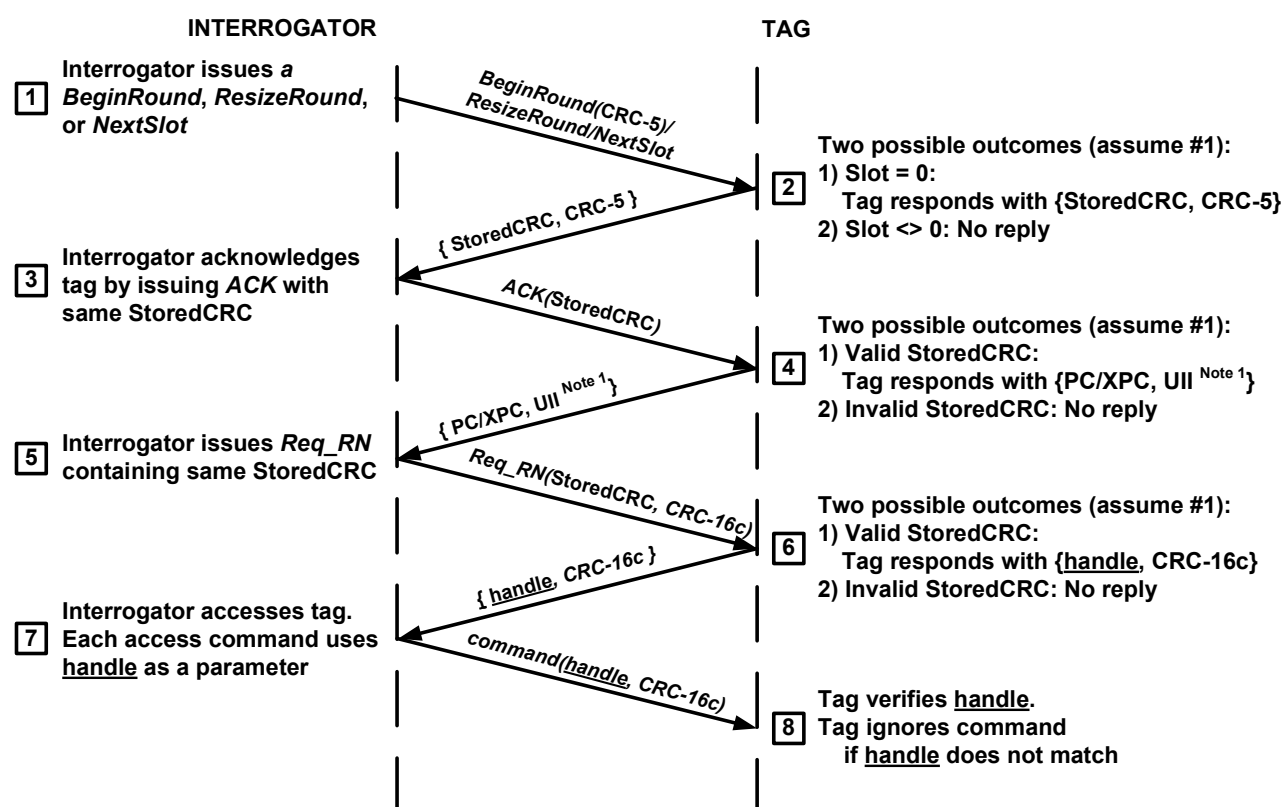 INTERROGATOR
TAG
1
Interrogator issues a
BeginRound, ResizeRound,
or NextSlot
BeginRound(CRC-5)/
ResizeRound/NextSlot
2
Two possible outcomes (assume #1):
1) Slot = 0:
Tag responds with {StoredCRC, CRC-5}
2) Slot <> 0: No reply
{ StoredCRC, CRC-5 }
3
Interrogator acknowledges
tag by issuing ACK with
same StoredCRC
ACK(StoredCRC)
4
Two possible outcomes (assume #1):
1) Valid StoredCRC:
Tag responds with {PC/XPC, UII Note 1}
2) Invalid StoredCRC: No reply
{ PC/XPC, UII Note 1}
5
Interrogator issues Req_RN
containing same StoredCRC
Req_RN(StoredCRC, CRC-16c)
6
Two possible outcomes (assume #1):
1) Valid StoredCRC:
Tag responds with {handle, CRC-16c}
2) Invalid StoredCRC: No reply
{ handle, CRC-16c }
7
Interrogator accesses tag.
Each access command uses
handle as a parameter
command(handle, CRC-16c)
8
Tag verifies handle.
Tag ignores command
if handle does not match